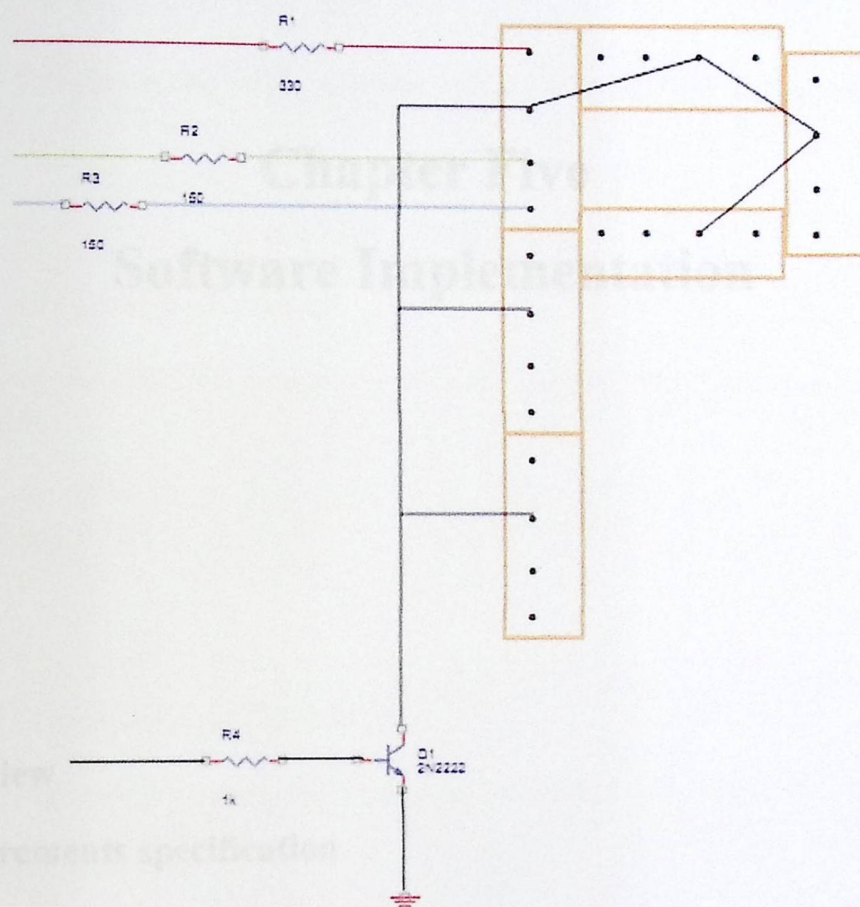 R1
330
R2
Chapter Five
R3
150
150
Software Implementation
R4
Q1
2N2222
1k
iew
rements specification